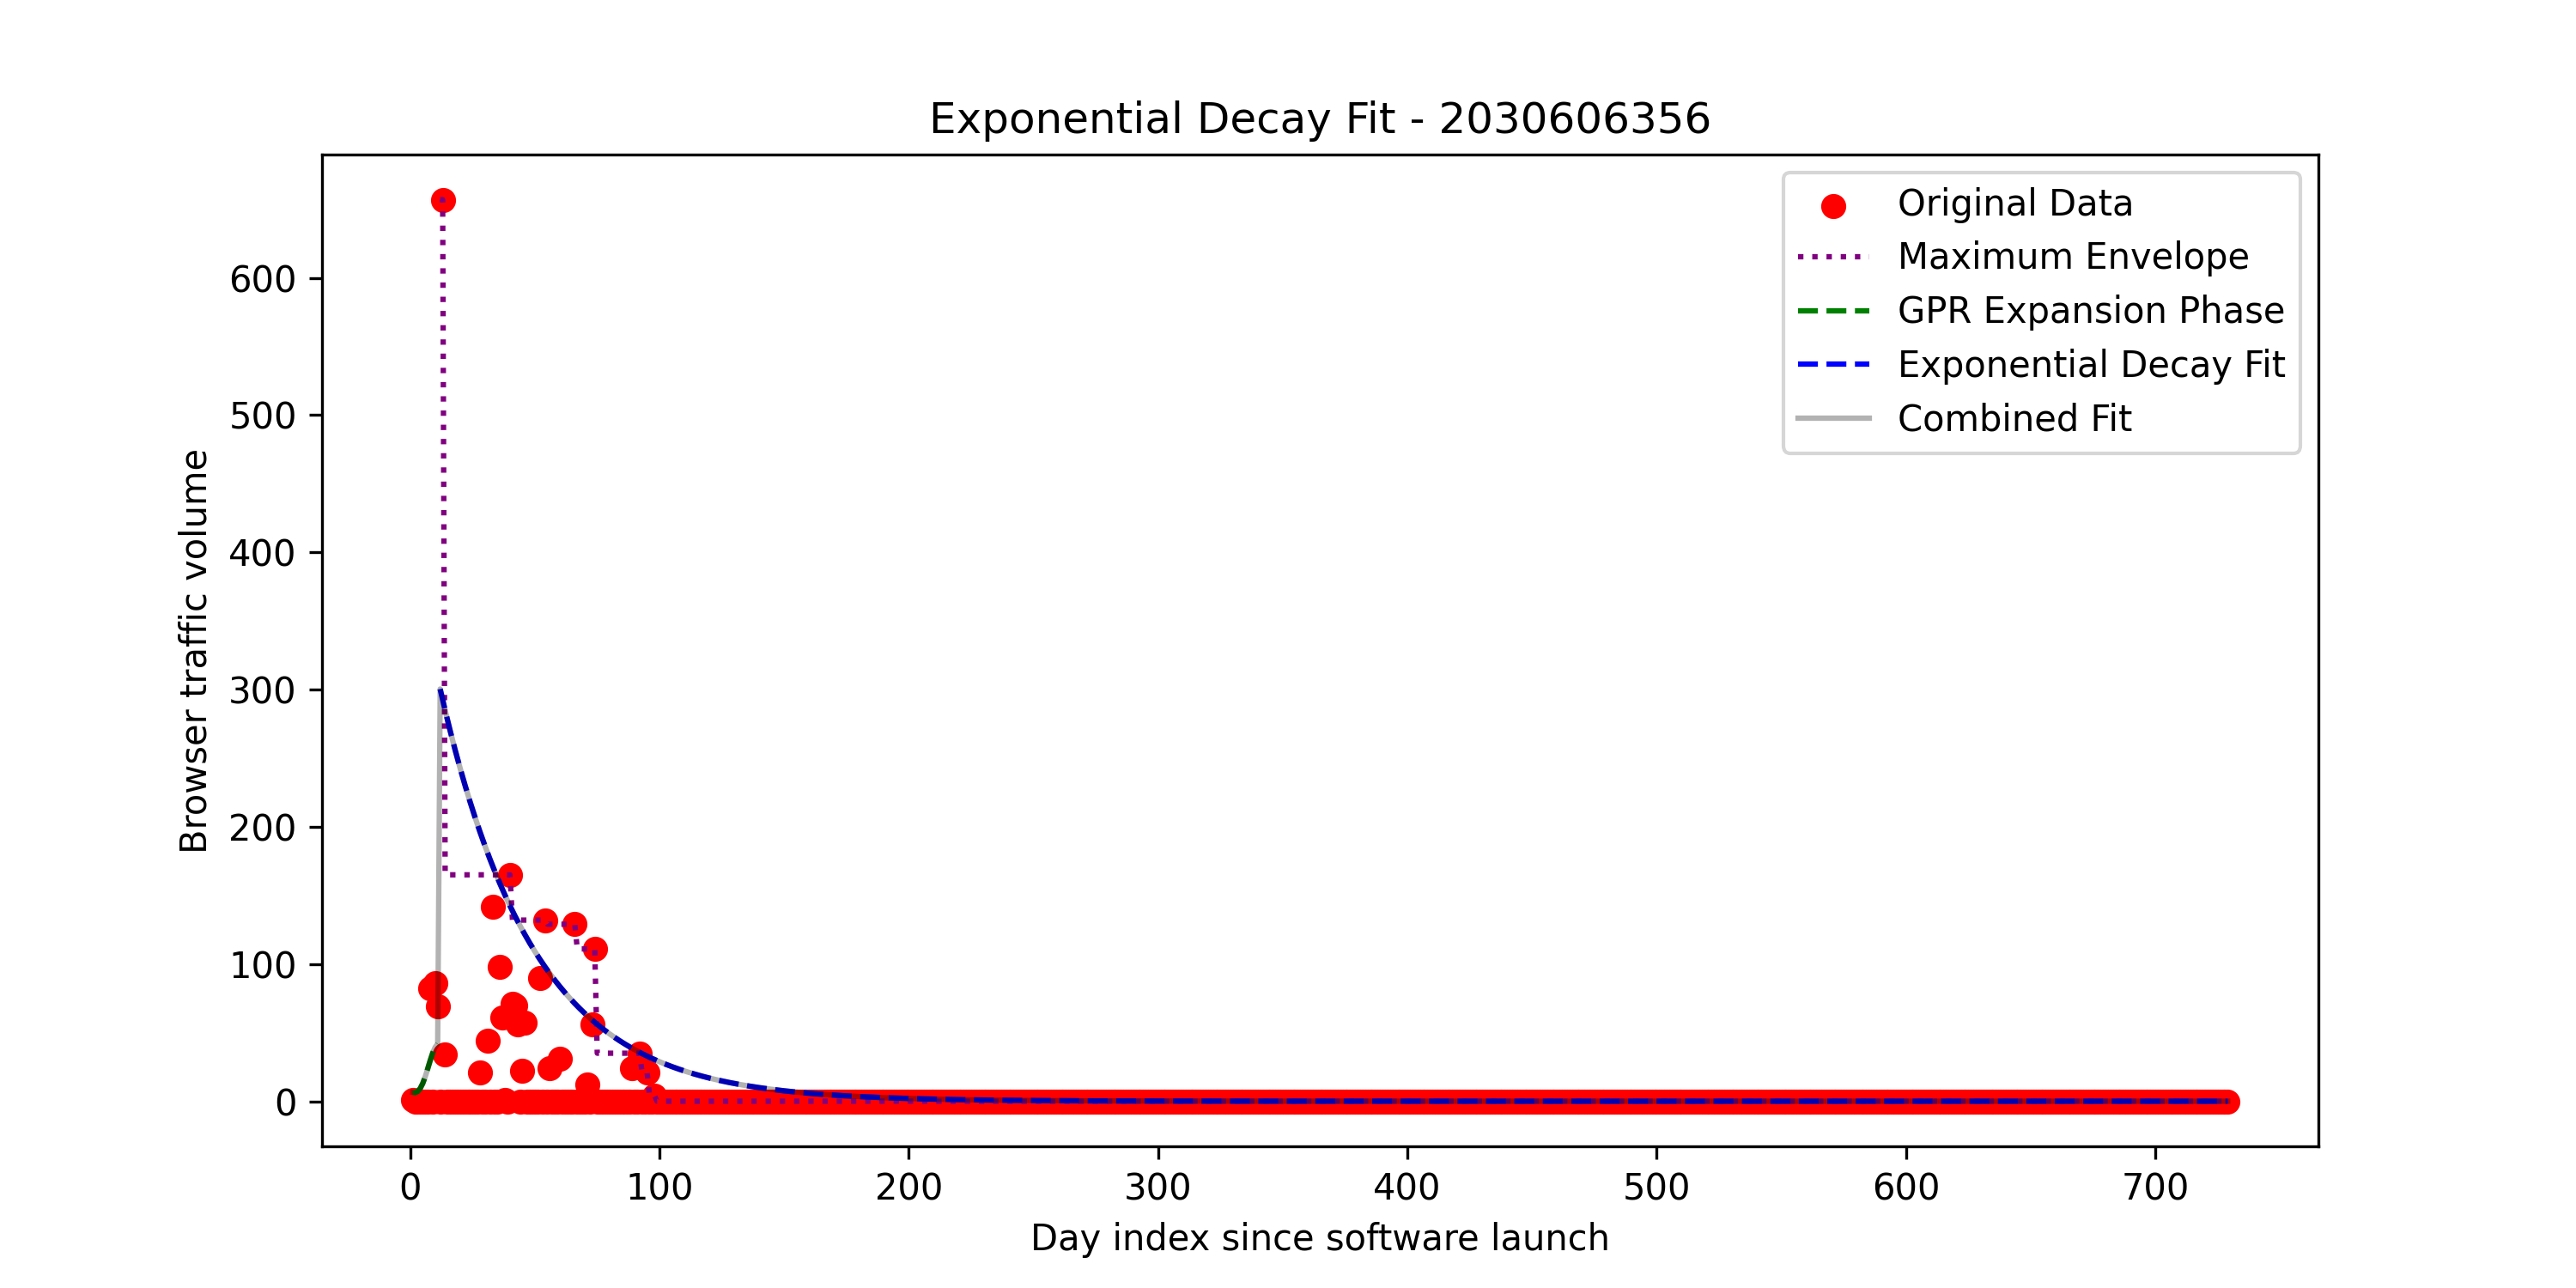 Exponential Decay Fit - 2030606356
Original Data
Maximum Envelope
GPR Expansion Phase
Exponential Decay Fit
Combined Fit
Browser traffic volume
600
500
400
300
200
100
0
0 100 200 300 400 500 600 700
Day index since software launch